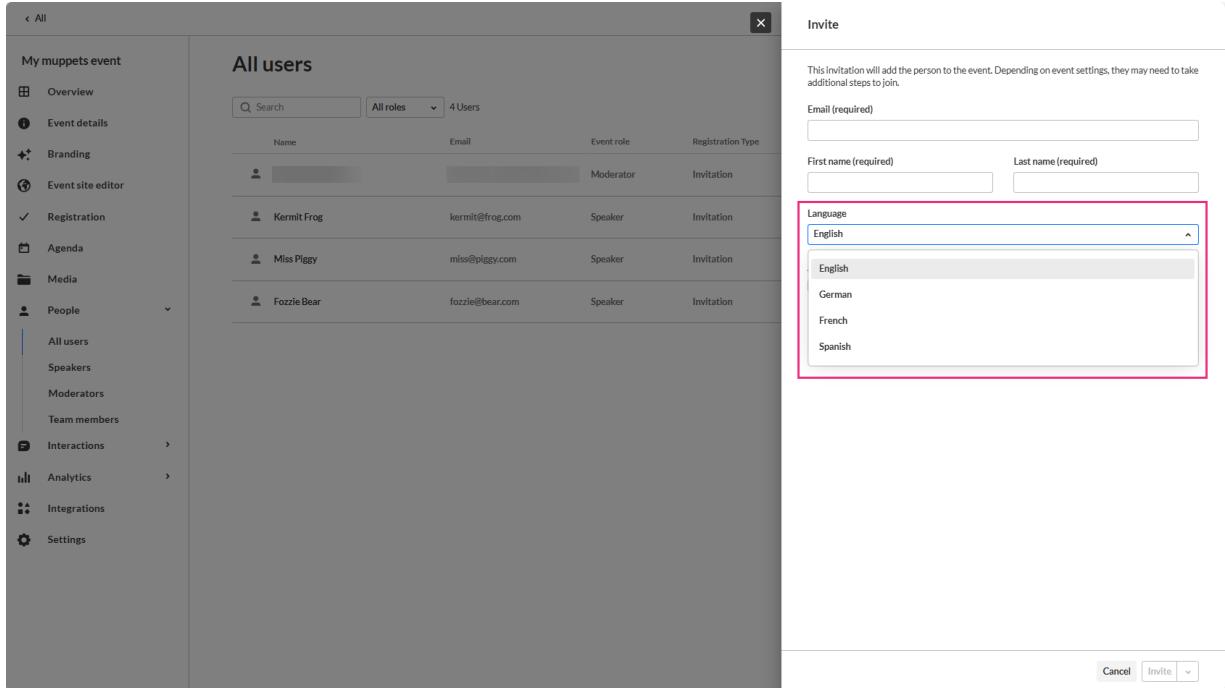 All
My muppets event
Overview
Event details
Branding
Event site editor
Registration
Agenda
Media
People
All users
Speakers
Moderators
Team members
Interactions
Analytics
Integrations
Settings
All users
Search
All roles
4 Users
Name Email Event role Registration Type
Moderator Invitation
Kermit Frog kermit@frog.com Speaker Invitation
Miss Piggy miss@piggy.com Speaker Invitation
Fozzie Bear fozzie@bear.com Speaker Invitation
Invite
This invitation will add the person to the event. Depending on event settings, they may need to take
additional steps to join.
Email (required)
First name (required) Last name (required)
Language
English
English
German
French
Spanish
Cancel Invite